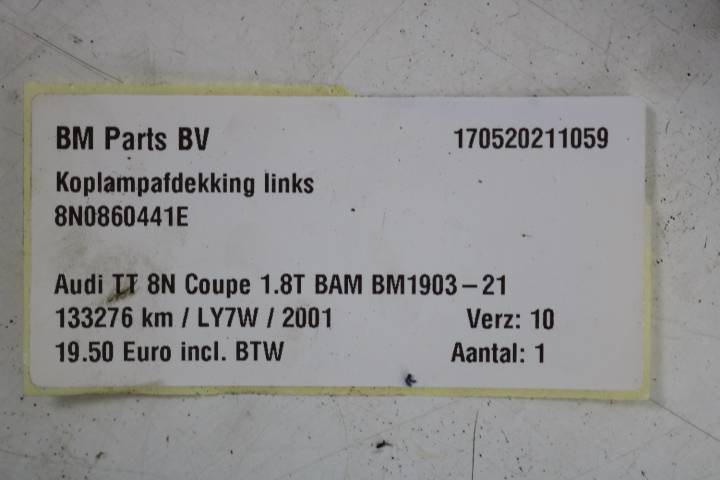 BM Parts BV 170520211059
Koplampafdekking links
8N0860441E
Audi TT 8N Coupe 1.8T BAM BM1903-21
133276 km / LY7W / 2001 Verz: 10
19.50 Euro incl. BTW Aantal: 1